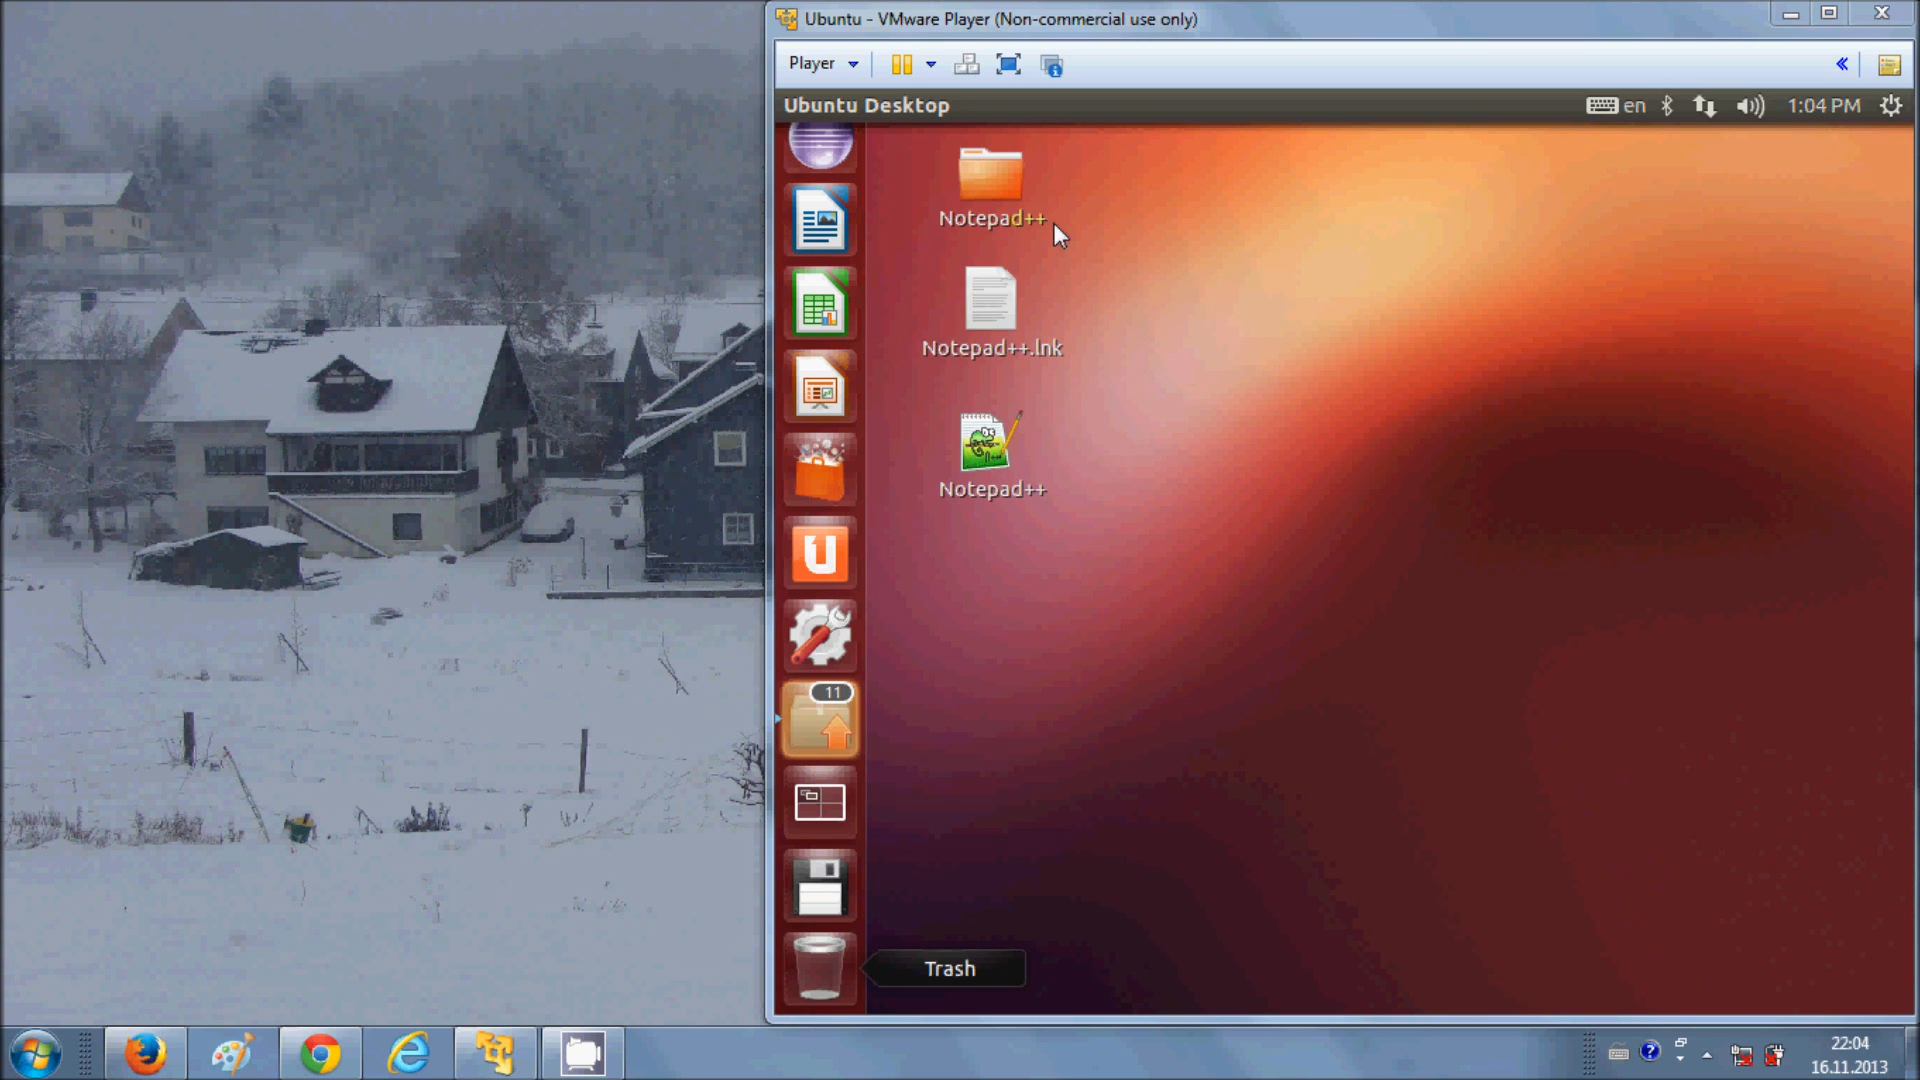 Ubuntu - VMware Player (Non-commercial use only)
Player
Ubuntu Desktop
en
1:04 PM
Notepad++
Notepad++.lnk
Notepad++
U
11
Trash
22:04
16.11.2013